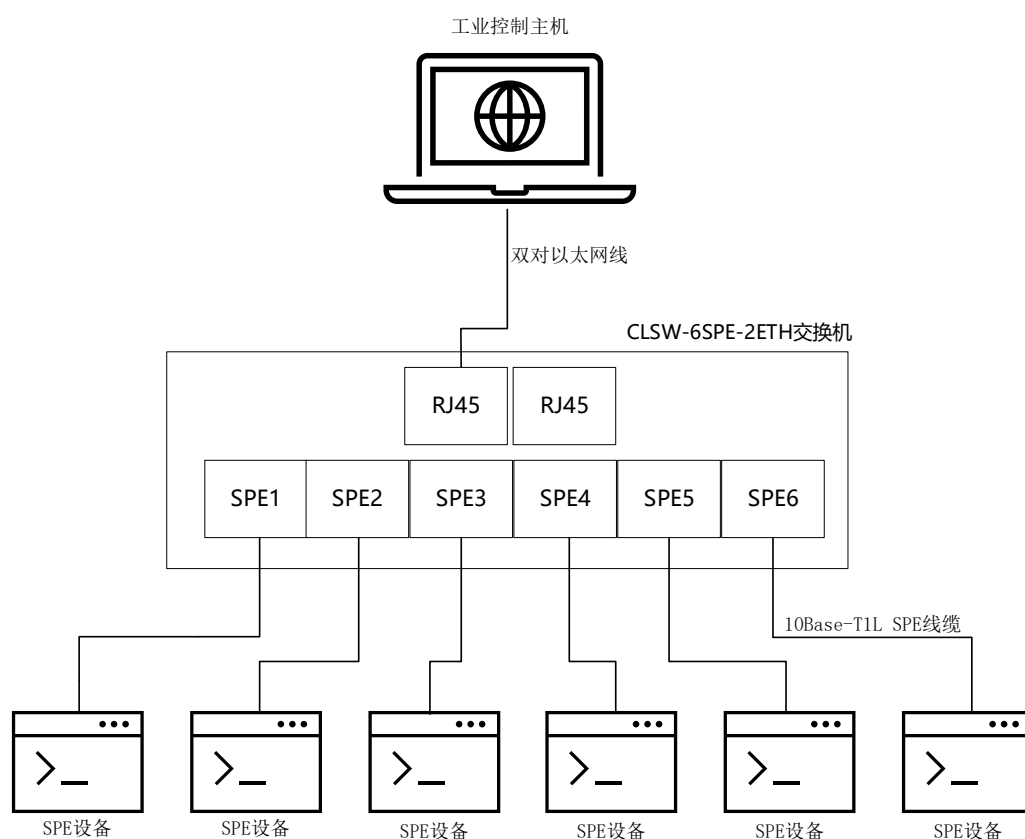 工业控制主机
双对以太网线
CLSW-6SPE-2ETH交换机
RJ45 RJ45
SPE1 SPE2 SPE3 SPE4 SPE5 SPE6
10Base-T1L SPE线缆
SPE设备 SPE设备 SPE设备 SPE设备 SPE设备 SPE设备